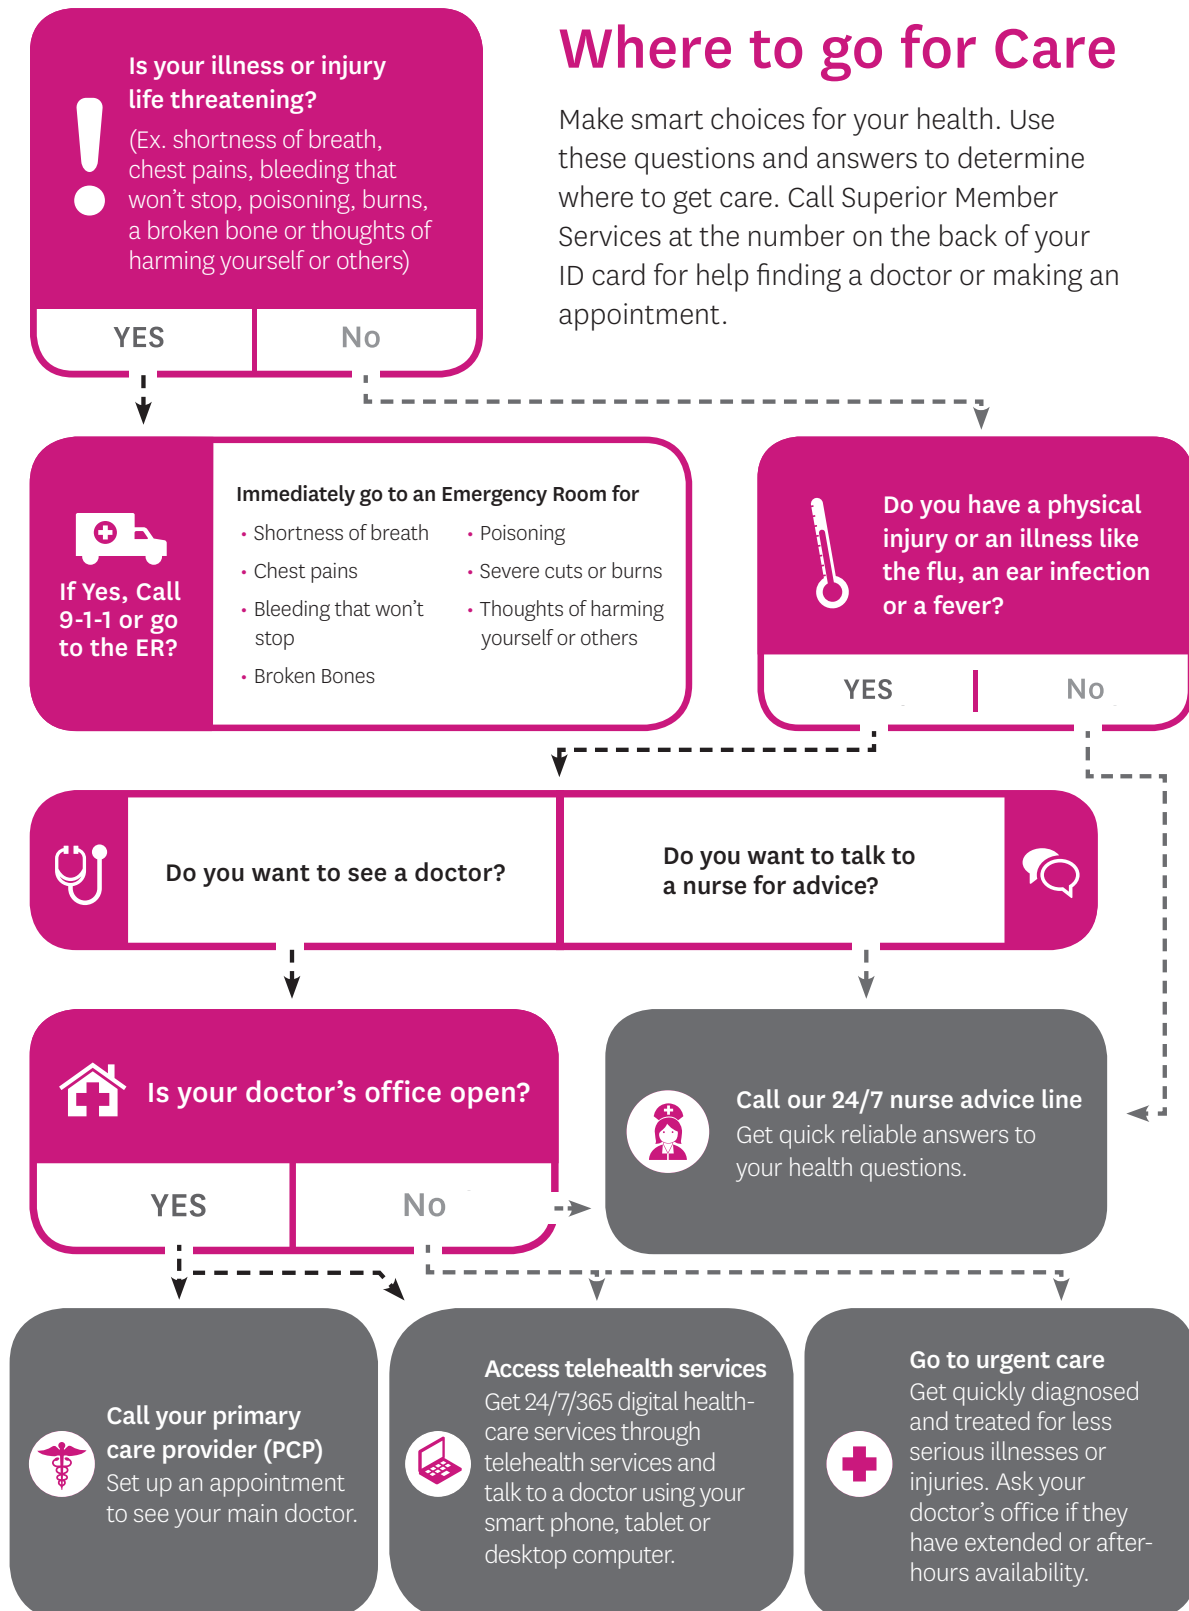 Where to go for Care
Make smart choices for your health. Use
these questions and answers to determine
where to get care. Call Superior Member
Services at the number on the back of your
ID card for help finding a doctor or making an
appointment.
Is your illness or injury
life threatening?
(Ex. shortness of breath,
chest pains, bleeding that
won't stop, poisoning, burns,
a broken bone or thoughts of
harming yourself or others)
YES
No
If Yes, Call
9-1-1 or go
to the ER?
Immediately go to an Emergency Room for
• Shortness of breath
• Chest pains
• Bleeding that won't
stop
• Broken Bones
• Poisoning
• Severe cuts or burns
• Thoughts of harming
yourself or others
Do you have a physical
injury or an illness like
the flu, an ear infection
or a fever?
YES
No
Do you want to see a doctor?
Do you want to talk to
a nurse for advice?
Is your doctor's office open?
YES
No
Call our 24/7 nurse advice line
Get quick reliable answers to
your health questions.
Call your primary
care provider (PCP)
Set up an appointment
to see your main doctor.
Access telehealth services
Get 24/7/365 digital health-
care services through
telehealth services and
talk to a doctor using your
smart phone, tablet or
desktop computer.
Go to urgent care
Get quickly diagnosed
and treated for less
serious illnesses or
injuries. Ask your
doctor's office if they
have extended or after-
hours availability.